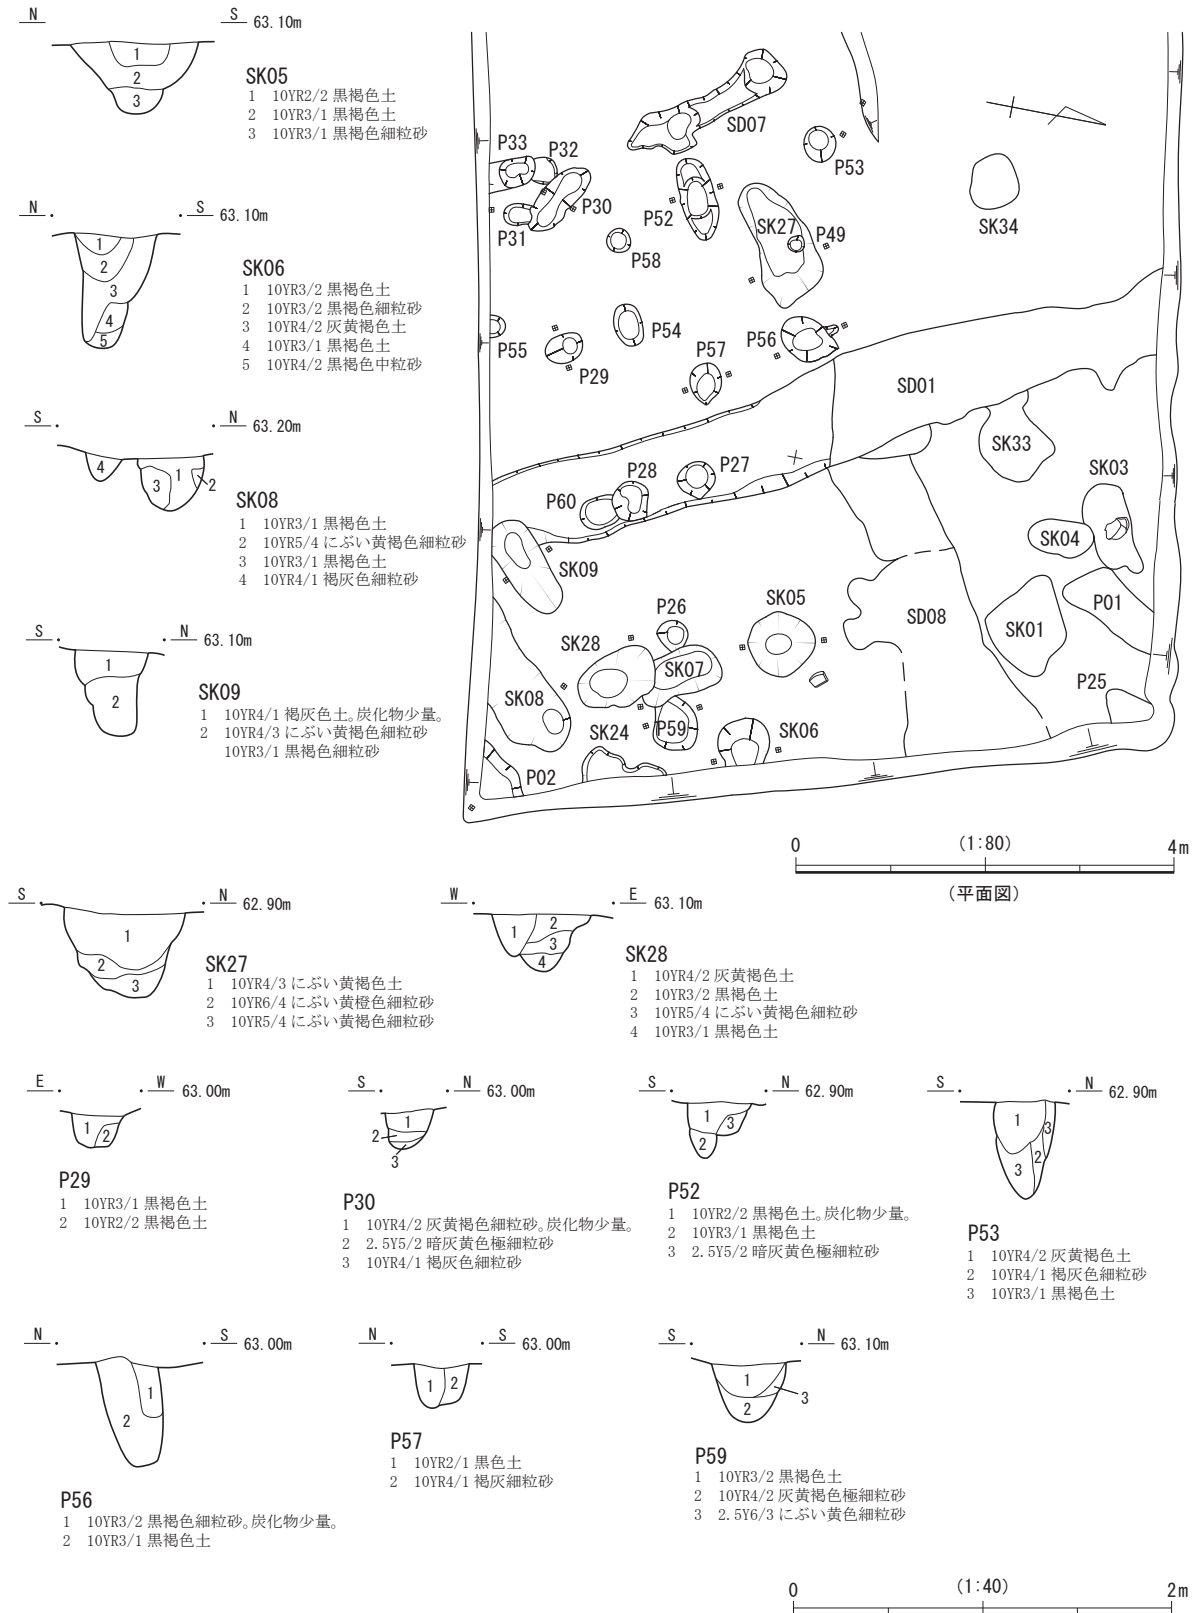 N S 63.10m
1
2
3
SK05
1 10YR2/2 黒褐色土
2 10YR3/1 黒褐色土
3 10YR3/1 黒褐色細粒砂
N S 63.10m
1
2
3
4
5
SK06
1 10YR3/2 黒褐色土
2 10YR3/2 黒褐色細粒砂
3 10YR4/2 灰黄褐色土
4 10YR3/1 黒褐色土
5 10YR4/2 黒褐色中粒砂
S N 63.20m
4 3 1 2
SK08
1 10YR3/1 黒褐色土
2 10YR5/4 にぶい黄褐色細粒砂
3 10YR3/1 黒褐色土
4 10YR4/1 褐灰色細粒砂
S N 63.10m
1
2
SK09
1 10YR4/1 褐灰色土。炭化物少量。
2 10YR4/3 にぶい黄褐色細粒砂
10YR3/1 黒褐色細粒砂
SD07
P33 P32
P53
P30
P31
P52
SK27 P49
SK34
P58
P54
P55
P29
P57
P56
SD01
SK33
SK03
P28 P27
P60
SK04
SK09
P26
SK05
SD08
P01
SK01
SK28
SK07
SK08
P59
SK24
SK06
P25
P02
0 (1:80) 4m
(平面図)
S N 62.90m
1
2
3
SK27
1 10YR4/3 にぶい黄褐色土
2 10YR6/4 にぶい黄橙色細粒砂
3 10YR5/4 にぶい黄褐色細粒砂
W E 63.10m
1 2
3
4
SK28
1 10YR4/2 灰黄褐色土
2 10YR3/2 黒褐色土
3 10YR5/4 にぶい黄褐色細粒砂
4 10YR3/1 黒褐色土
E W 63.00m
1 2
P29
1 10YR3/1 黒褐色土
2 10YR2/2 黒褐色土
S N 63.00m
1
2
3
P30
1 10YR4/2 灰黄褐色細粒砂。炭化物少量。
2 2.5Y5/2 暗灰黄色極細粒砂
3 10YR4/1 褐灰色細粒砂
S N 62.90m
1 3
2
P52
1 10YR2/2 黒褐色土。炭化物少量。
2 10YR3/1 黒褐色土
3 2.5Y5/2 暗灰黄色極細粒砂
S N 62.90m
1 3
3 2
P53
1 10YR4/2 灰黄褐色土
2 10YR4/1 褐灰色細粒砂
3 10YR3/1 黒褐色土
N S 63.00m
1
2
P56
1 10YR3/2 黒褐色細粒砂。炭化物少量。
2 10YR3/1 黒褐色土
N S 63.00m
1 2
P57
1 10YR2/1 黒色土
2 10YR4/1 褐灰細粒砂
S N 63.10m
1
2 3
P59
1 10YR3/2 黒褐色土
2 10YR4/2 灰黄褐色極細粒砂
3 2.5Y6/3 にぶい黄色細粒砂
0 (1:40) 2m